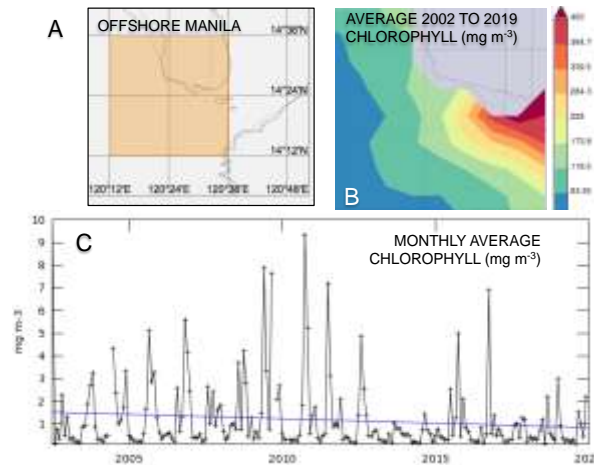 A
OFFSHORE MANILA
14°36'N
14°24'N
14°12'N
120°12'E 120°24'E 120°36'E 120°48'E
AVERAGE 2002 TO 2019
CHLOROPHYLL (mg m-3)
B
C
MONTHLY AVERAGE
CHLOROPHYLL (mg m-3)
mg m-3
10
9
8
7
6
5
4
3
2
1
2005 2010 2015